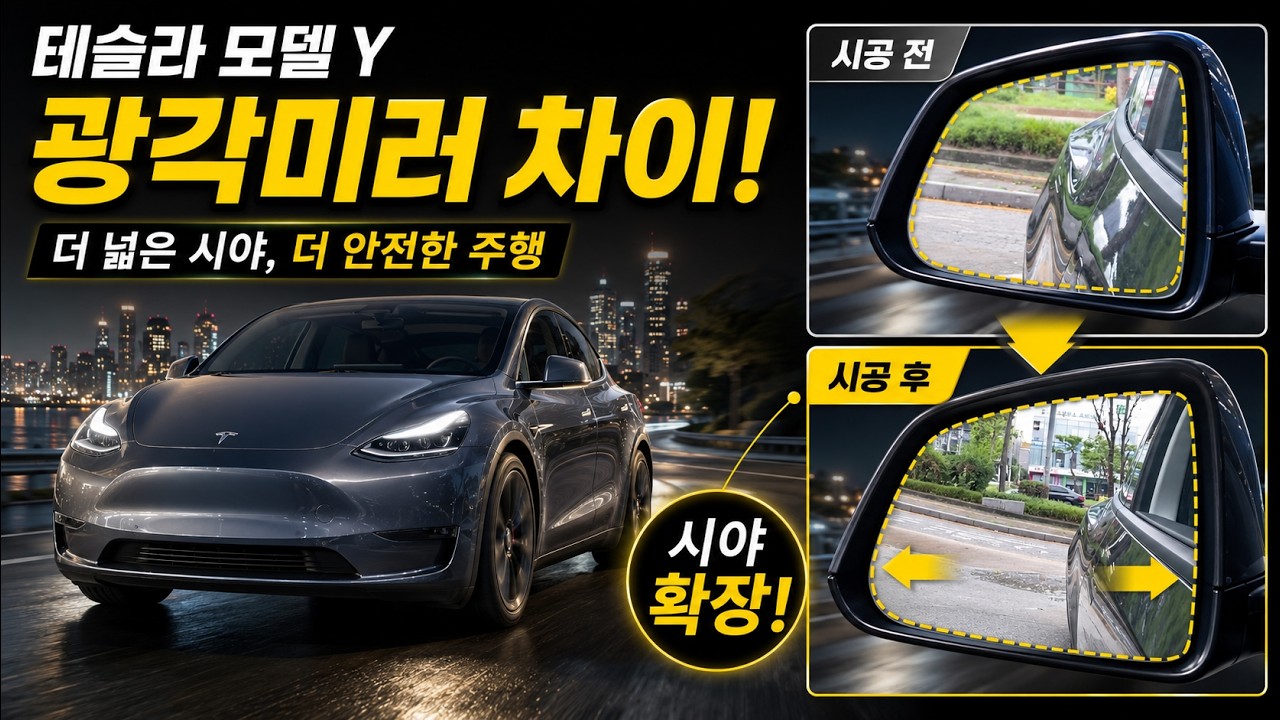 테슬라 모델 Y
광각미러 차이!
더 넓은 시야, 더 안전한 주행
시공 전
시공 후
시야
확장!